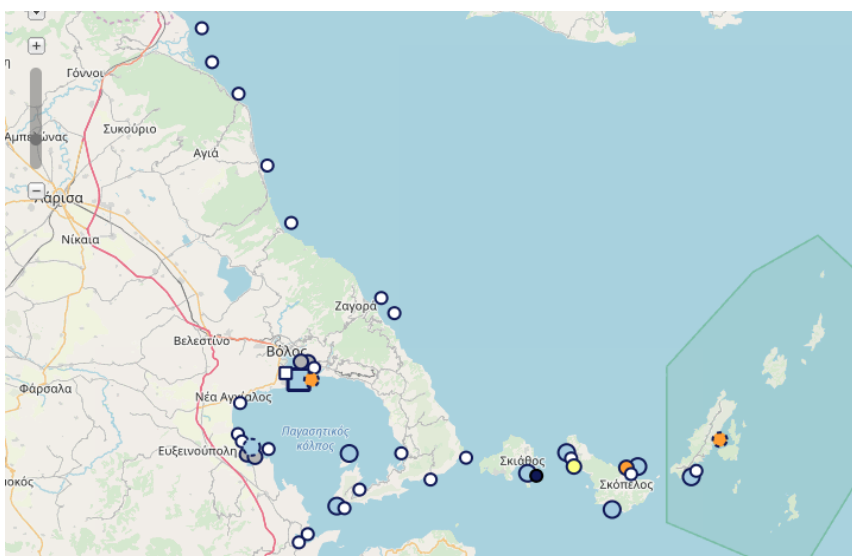 Γόννοι
Συκούριο
Αγιά
Λάρισα
Νίκαια
Ζαγορά
Βελεστίνο
Βόλος
Φάρσαλα
Νέα Αγχίαλος
Παγασητικός
κόλπος
Ευξεινούπολη
Σκιάθος
Σκόπελος